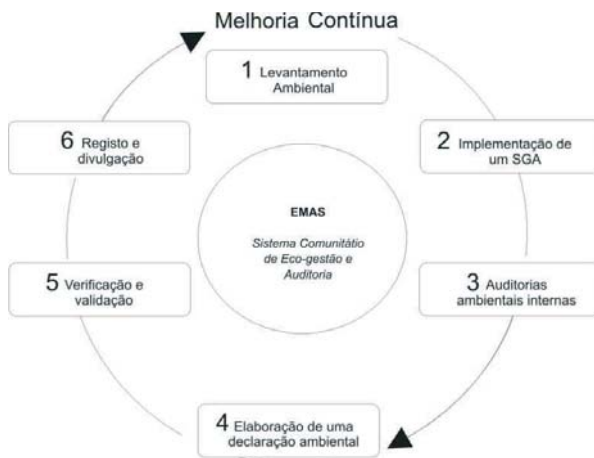 Melhoria Contínua
1 Levantamento
Ambiental
2 Implementação de
um SGA
3 Auditorias
ambientais internas
4 Elaboração de uma
declaração ambiental
5 Verificação e
validação
6 Registo e
divulgação
EMAS
Sistema Comunitátio
de Eco-gestão e
Auditoria